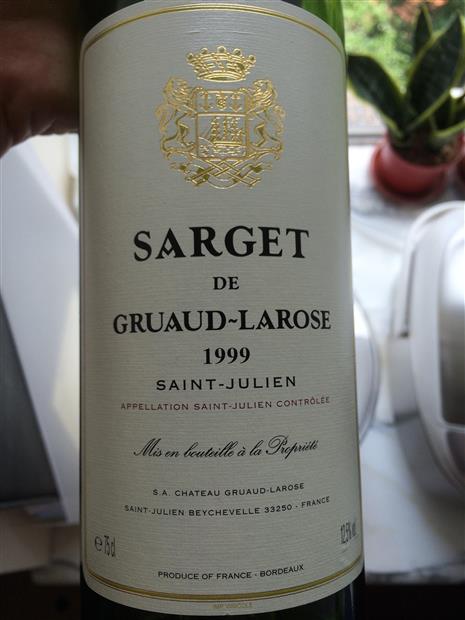 SARGET
DE
GRUAUD-LAROSE
1999
SAINT-JULIEN
APPELLATION SAINT-JULIEN CONTRÔLÉE
Mis en bouteille à la Propriété
S.A. CHATEAU GRUAUD-LAROSE
SAINT-JULIEN BEYCHEVELLE 33250 - FRANCE
℮ 75 cl
12,5% vol.
PRODUCE OF FRANCE - BORDEAUX